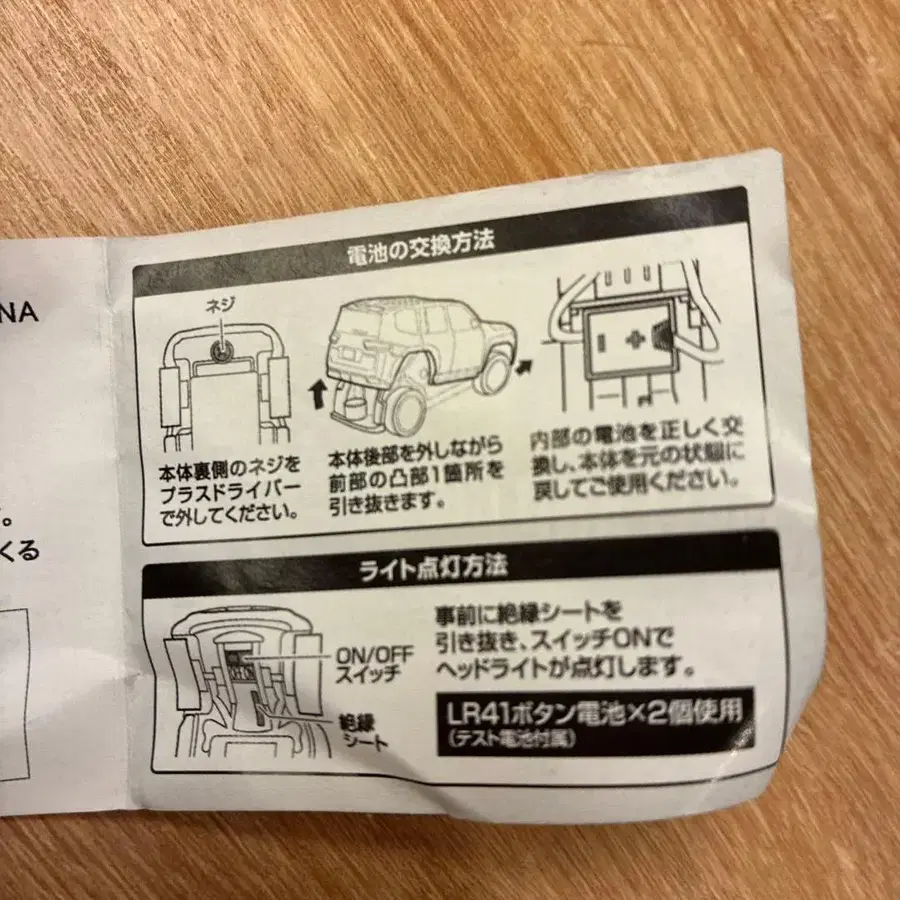 NA
。
くる
電池の交換方法
ネジ
本体裏側のネジを
プラスドライバー
で外してください。
本体後部を外しながら
前部の凸部1箇所を
引き抜きます。
- +
内部の電池を正しく交
換し、本体を元の状態に
戻してご使用ください。
ライト点灯方法
ON/OFF
スイッチ
絶縁
シート
事前に絶縁シートを
引き抜き、スイッチONで
ヘッドライトが点灯します。
LR41ボタン電池×2個使用
(テスト電池付属)